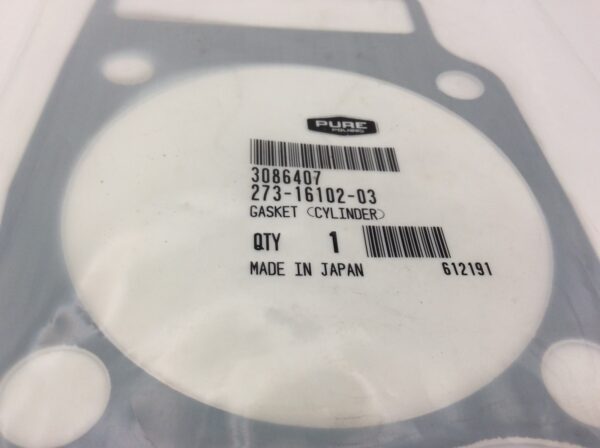 PURE
POLARIS
3086407
273-16102-03
GASKET (CYLINDER)
QTY 1
MADE IN JAPAN 612191